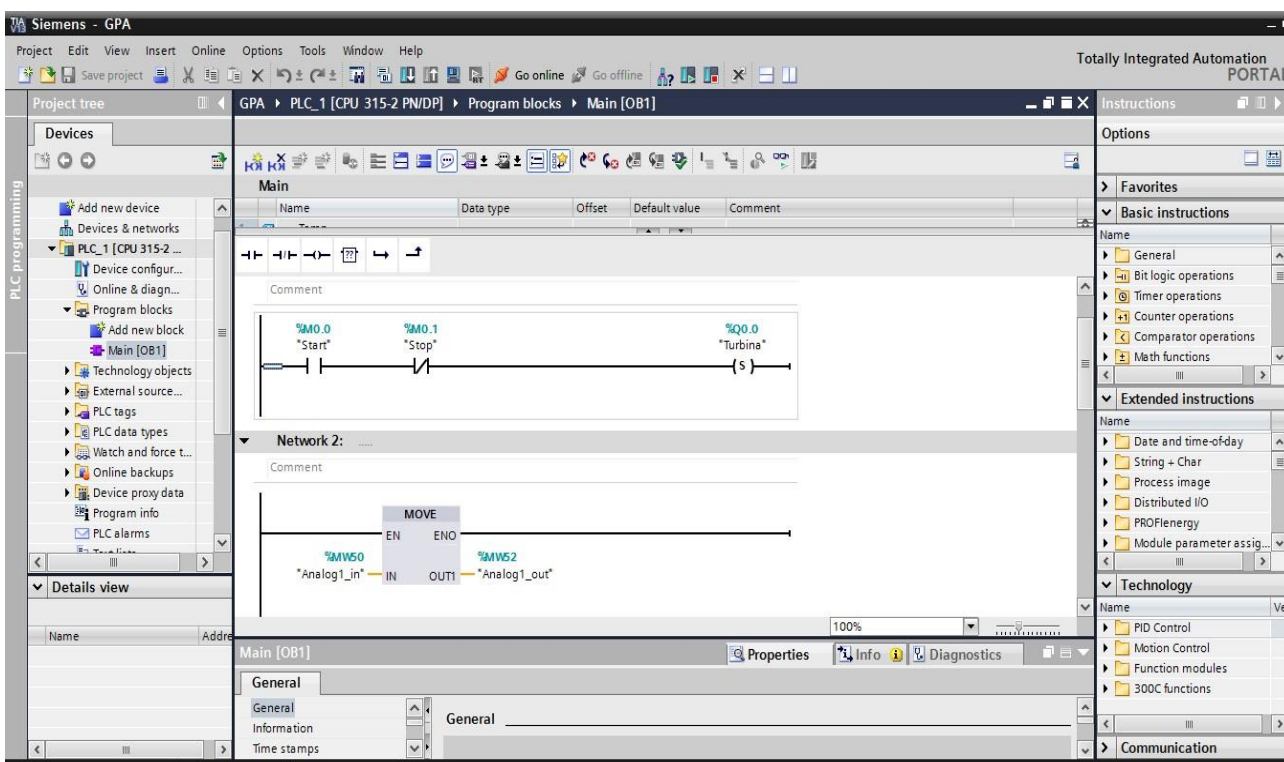 Siemens - GPA
Project Edit View Insert Online Options Tools Window Help
Totally Integrated Automation
PORTAL
Save project Go online Go offline
Project tree
GPA PLC_1 [CPU 315-2 PN/DP] Program blocks Main [OB1]
Instructions
Devices
Options
PLC programming
Main
Name Data type Offset Default value Comment
1 Temp
Add new device
Devices & networks
PLC_1 [CPU 315-2 ...
Device configur...
Online & diagn...
Program blocks
Add new block
Main [OB1]
Technology objects
External source...
PLC tags
PLC data types
Watch and force t...
Online backups
Device proxy data
Program info
PLC alarms
Text lists
Details view
Name Addre
Comment
%M0.0 %M0.1 %Q0.0
"Start" "Stop" "Turbina"
S
Network 2: .....
Comment
MOVE
EN ENO
%MW50 %MW52
"Analog1_in" IN OUT1 "Analog1_out"
100%
Main [OB1]
Properties Info Diagnostics
General
General
Information
Time stamps
General
Favorites
Basic instructions
Name
General
Bit logic operations
Timer operations
Counter operations
Comparator operations
Math functions
Extended instructions
Name
Date and time-of-day
String + Char
Process image
Distributed I/O
PROFIenergy
Module parameter assig...
Technology
Name Ve
PID Control
Motion Control
Function modules
300C functions
Communication